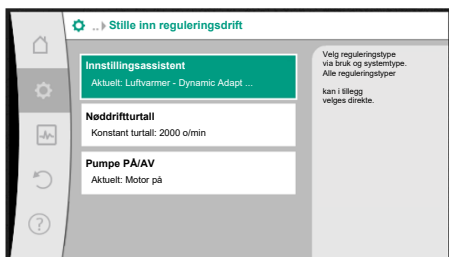 ..▸ Stille inn reguleringsdrift
Innstillingsassistent
Aktuelt: Luftvarmer - Dynamic Adapt ...
Nøddriftturtall
Konstant turtall: 2000 o/min
Pumpe PÅ/AV
Aktuelt: Motor på
Velg reguleringstype
via bruk og systemtype.
Alle reguleringstyper
kan i tillegg
velges direkte.
?